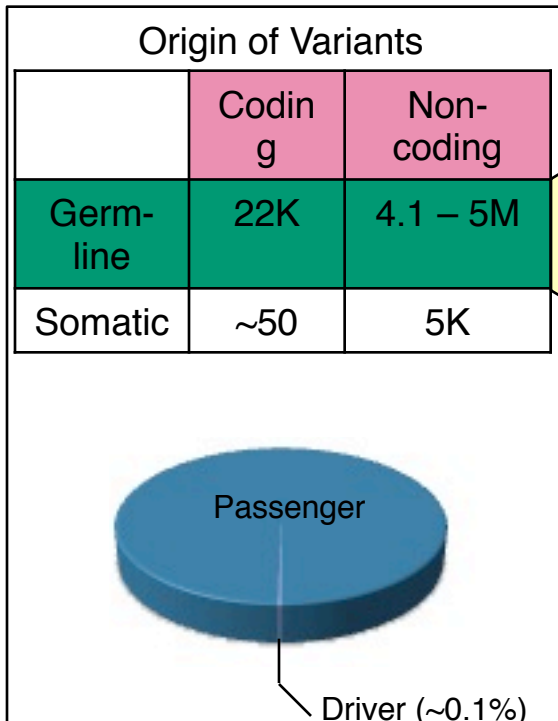 Origin of Variants
Codin
g
Non-
coding
Germ-
line
22K
4.1 – 5M
Somatic
~50
5K
Passenger
Driver (~0.1%)